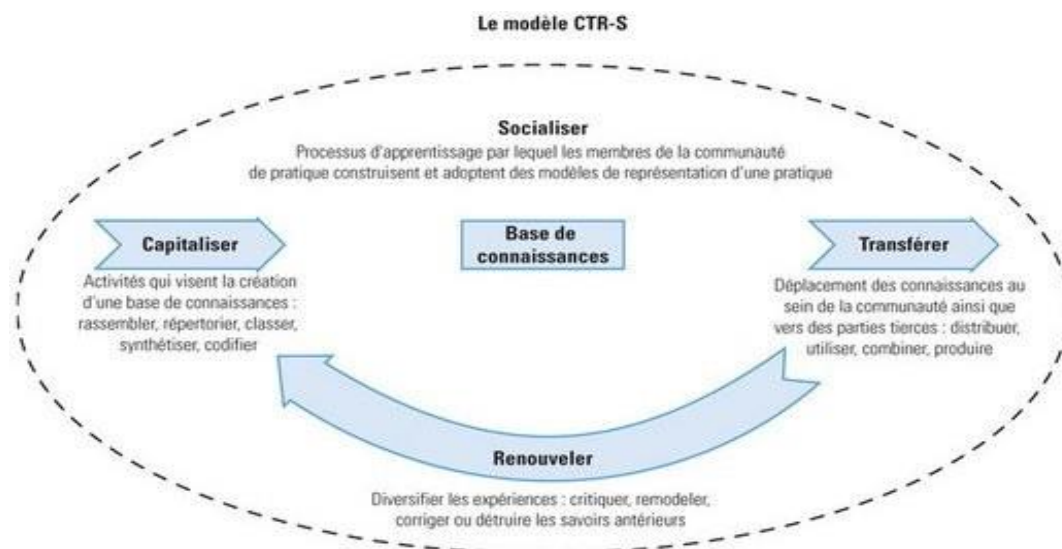 Le modèle CTR-S
Socialiser
Processus d'apprentissage par lequel les membres de la communauté
de pratique construisent et adoptent des modèles de représentation d'une pratique
Capitaliser
Activités qui visent la création
d'une base de connaissances :
rassembler, répertorier, classer,
synthétiser, codifier
Base de
connaissances
Transférer
Déplacement des connaissances au
sein de la communauté ainsi que
vers des parties tierces : distribuer,
utiliser, combiner, produire
Renouveler
Diversifier les expériences : critiquer, remodeler,
corriger ou détruire les savoirs antérieurs